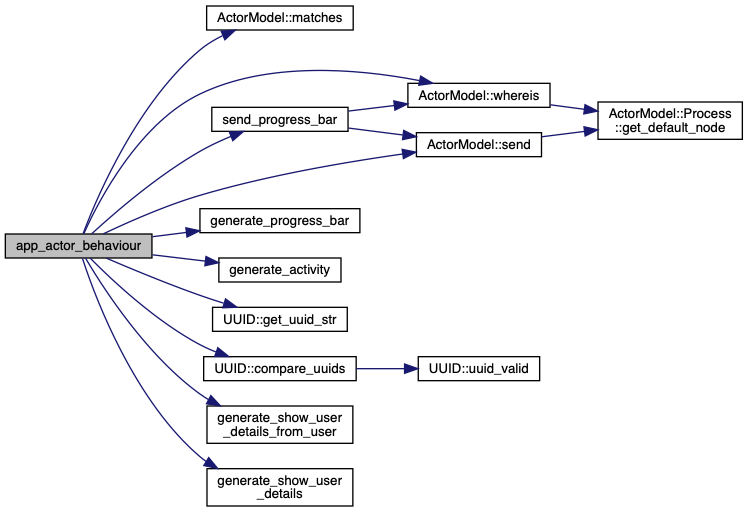 ActorModel::matches
ActorModel::whereis
send_progress_bar
ActorModel::Process
::get_default_node
ActorModel::send
generate_progress_bar
app_actor_behaviour
generate_activity
UUID::get_uuid_str
UUID::compare_uuids
UUID::uuid_valid
generate_show_user
_details_from_user
generate_show_user
_details